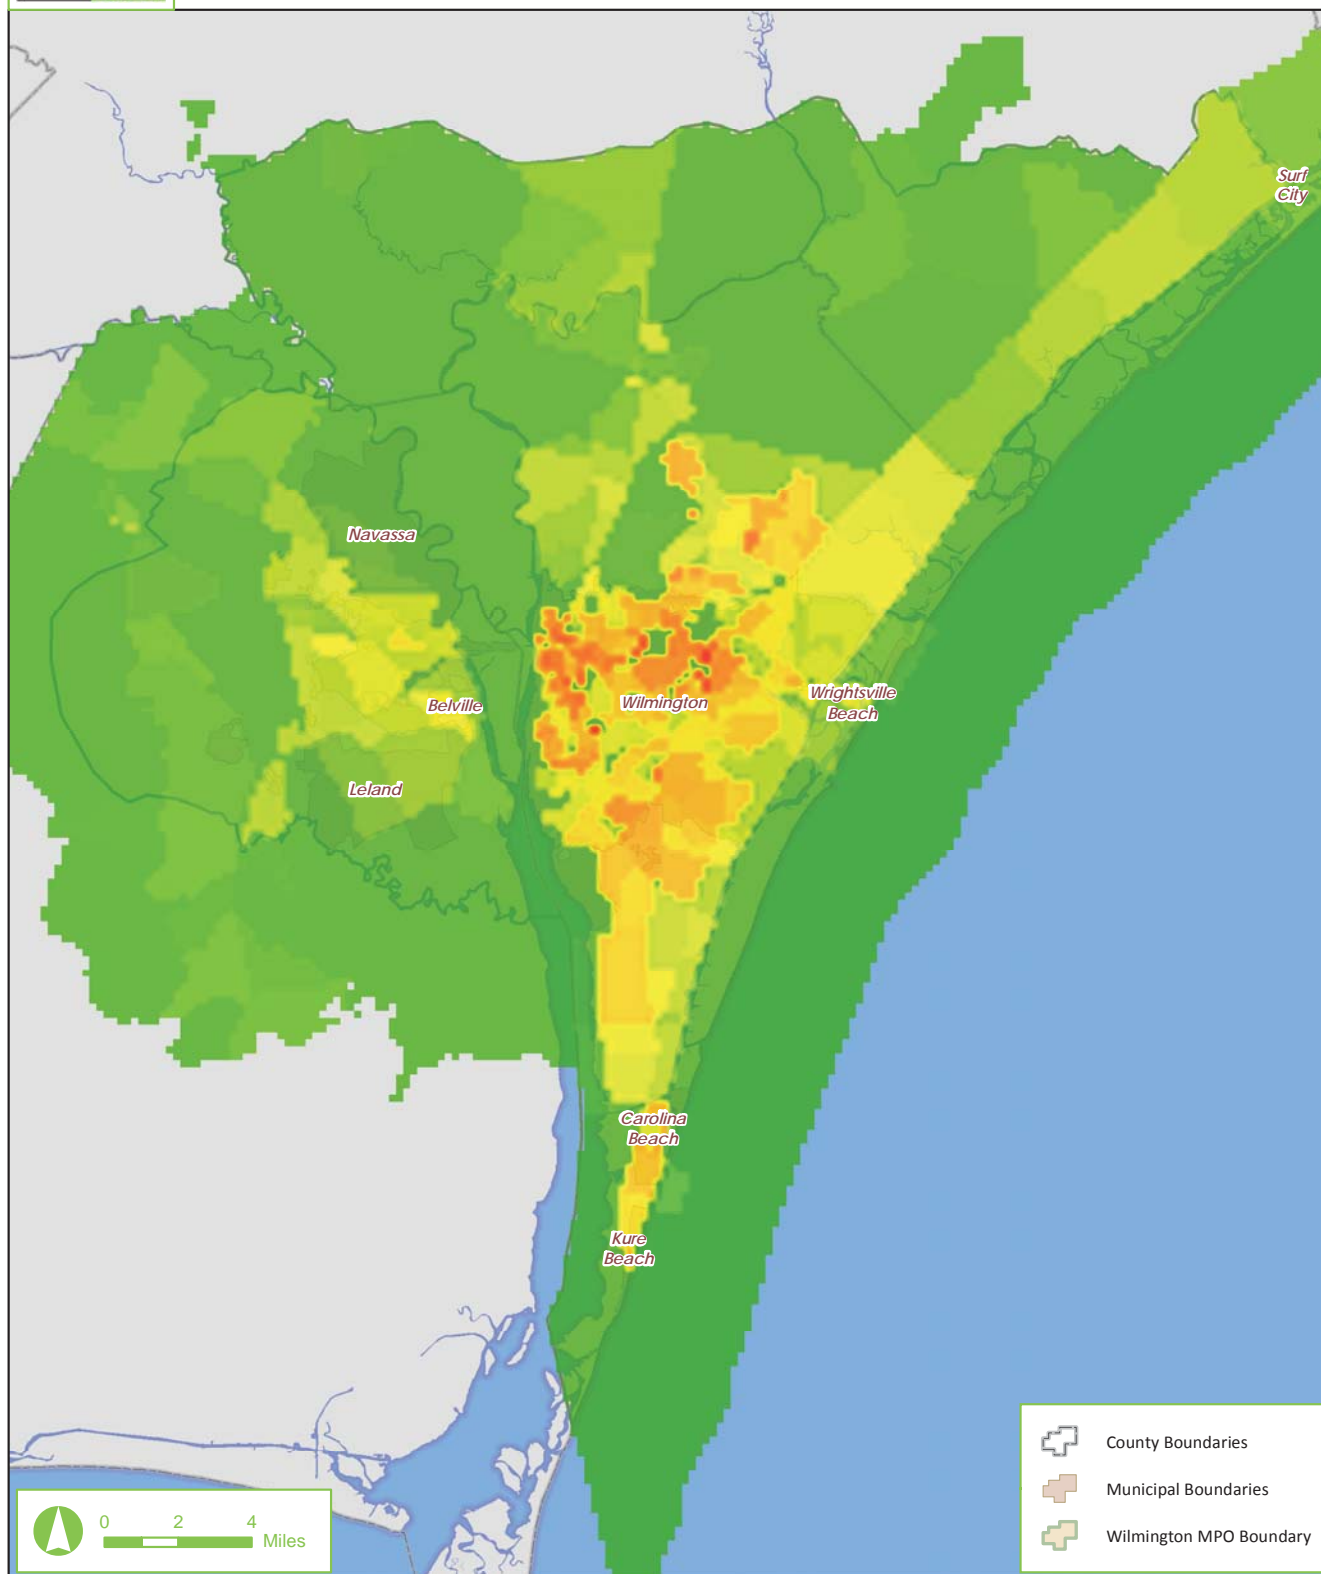 Surf
City
Navassa
Belville
Wilmington
Wrightsville
Beach
Leland
Carolina
Beach
Kure
Beach
0 2 4
Miles
County Boundaries
Municipal Boundaries
Wilmington MPO Boundary